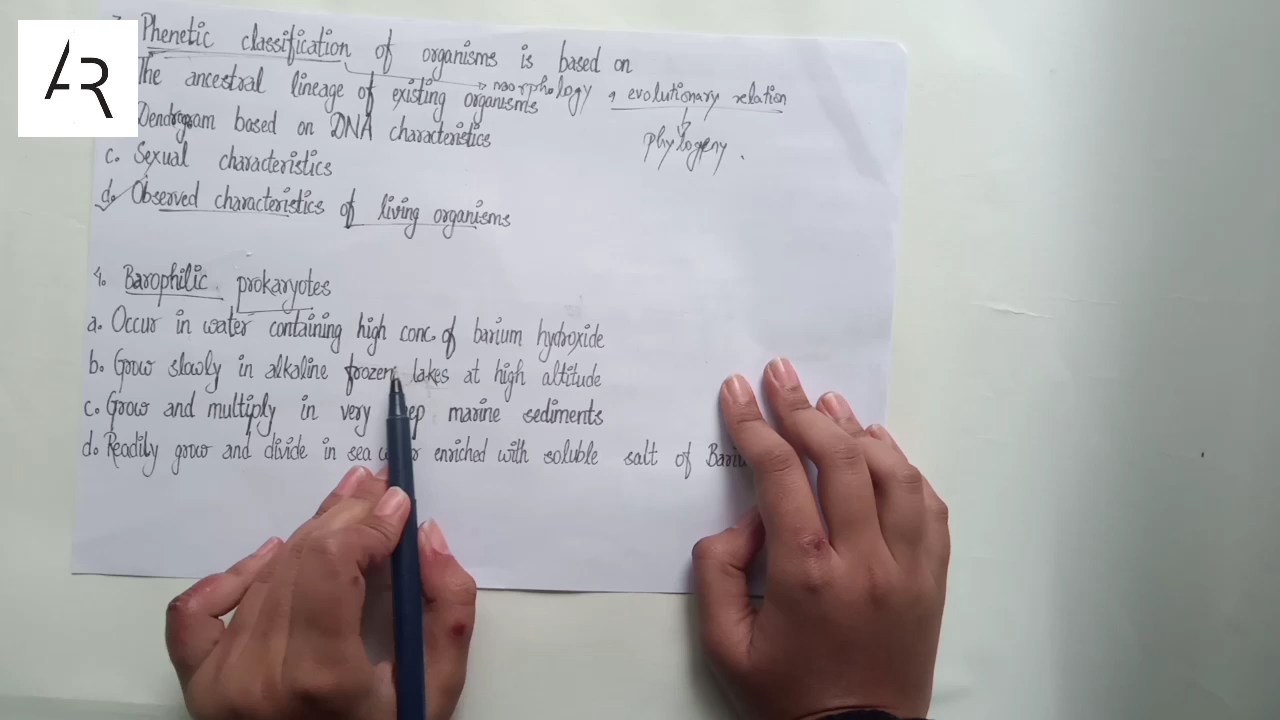 AR
Phenetic classification of organisms is based on
The ancestral lineage of existing organisms
→ morphology & evolutionary relation
phylogeny.
Dendrogram based on DNA characteristics
c. Sexual characteristics
d. Observed characteristics of living organisms
4. Barophilic prokaryotes
a. Occur in water containing high conc. of barium hydroxide
b. Grow slowly in alkaline frozen lakes at high altitude
c. Grow and multiply in very marine sediments
d. Readily grow and divide in sea enriched with soluble salt of